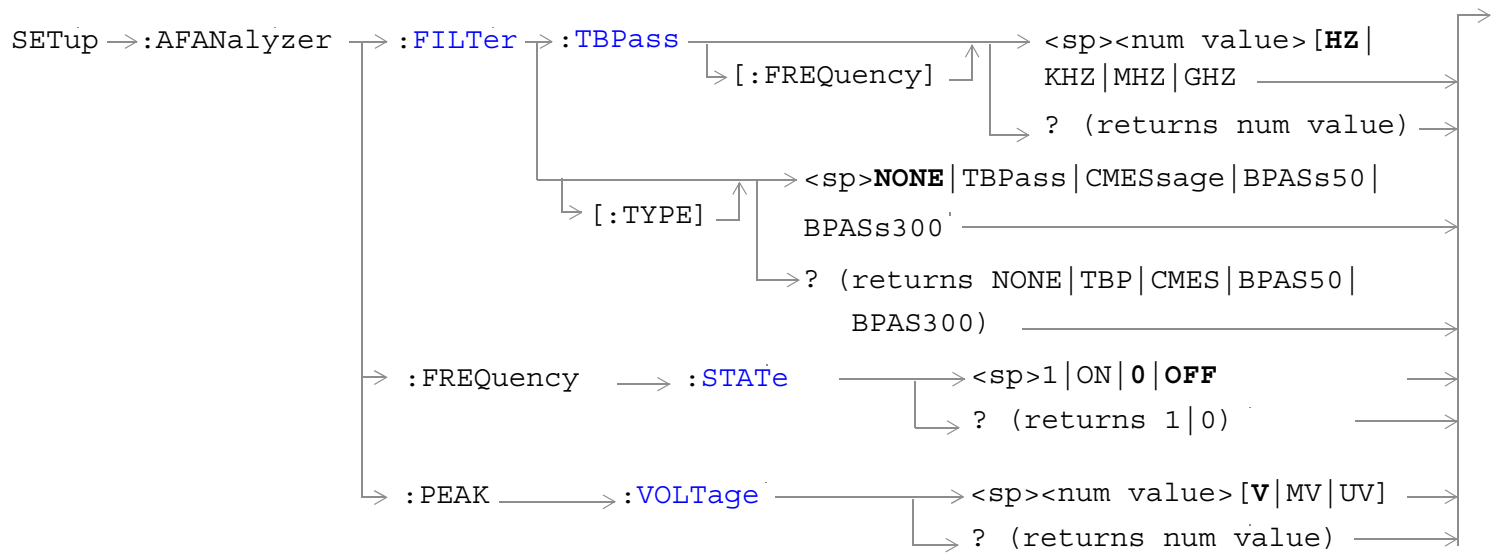 SETup :AFANalyzer :FILTer :TBPass <sp><num value>[HZ|
[:FREQuency] KHZ|MHZ|GHZ
? (returns num value)
<sp>NONE|TBPass|CMESsage|BPASs50|
[:TYPE] BPASs300
? (returns NONE|TBP|CMES|BPAS50|
BPAS300)
:FREQuency :STATe <sp>1|ON|0|OFF
? (returns 1|0)
:PEAK :VOLTage <sp><num value>[V|MV|UV]
? (returns num value)